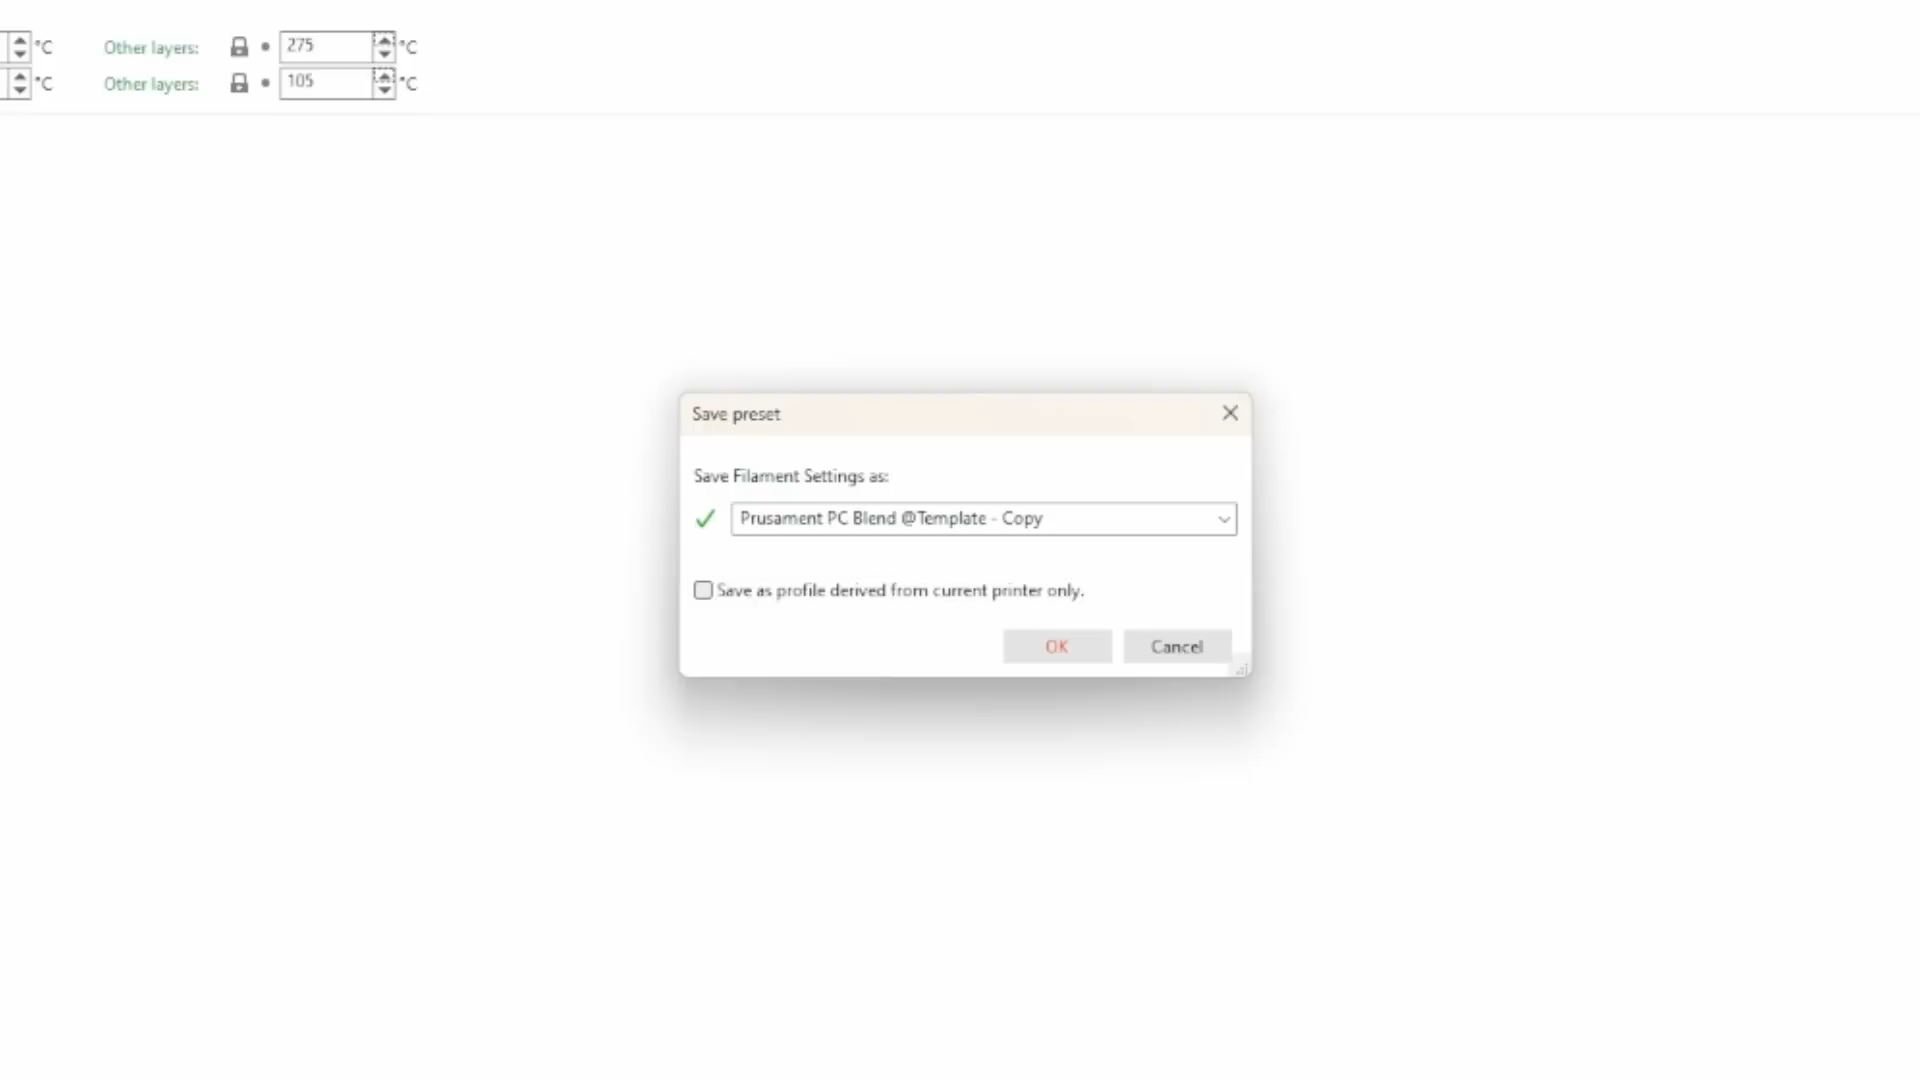 °C Other layers: 275 °C
°C Other layers: 105 °C
Save preset
Save Filament Settings as:
Prusament PC Blend @Template - Copy
Save as profile derived from current printer only.
OK Cancel